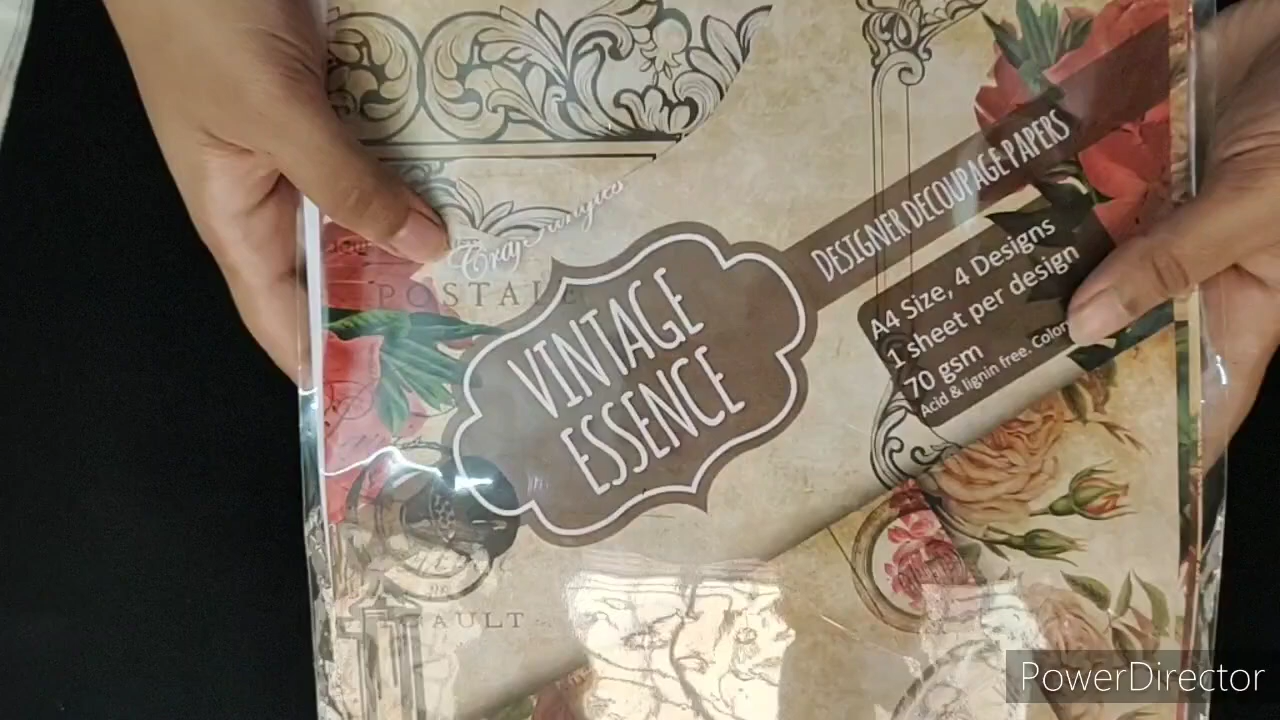 POSTALE
VINTAGE
ESSENCE
DESIGNER DECOUPAGE PAPERS
A4 Size, 4 Designs
1 sheet per design
70 gsm
Acid & lignin free.
AULT
PowerDirector